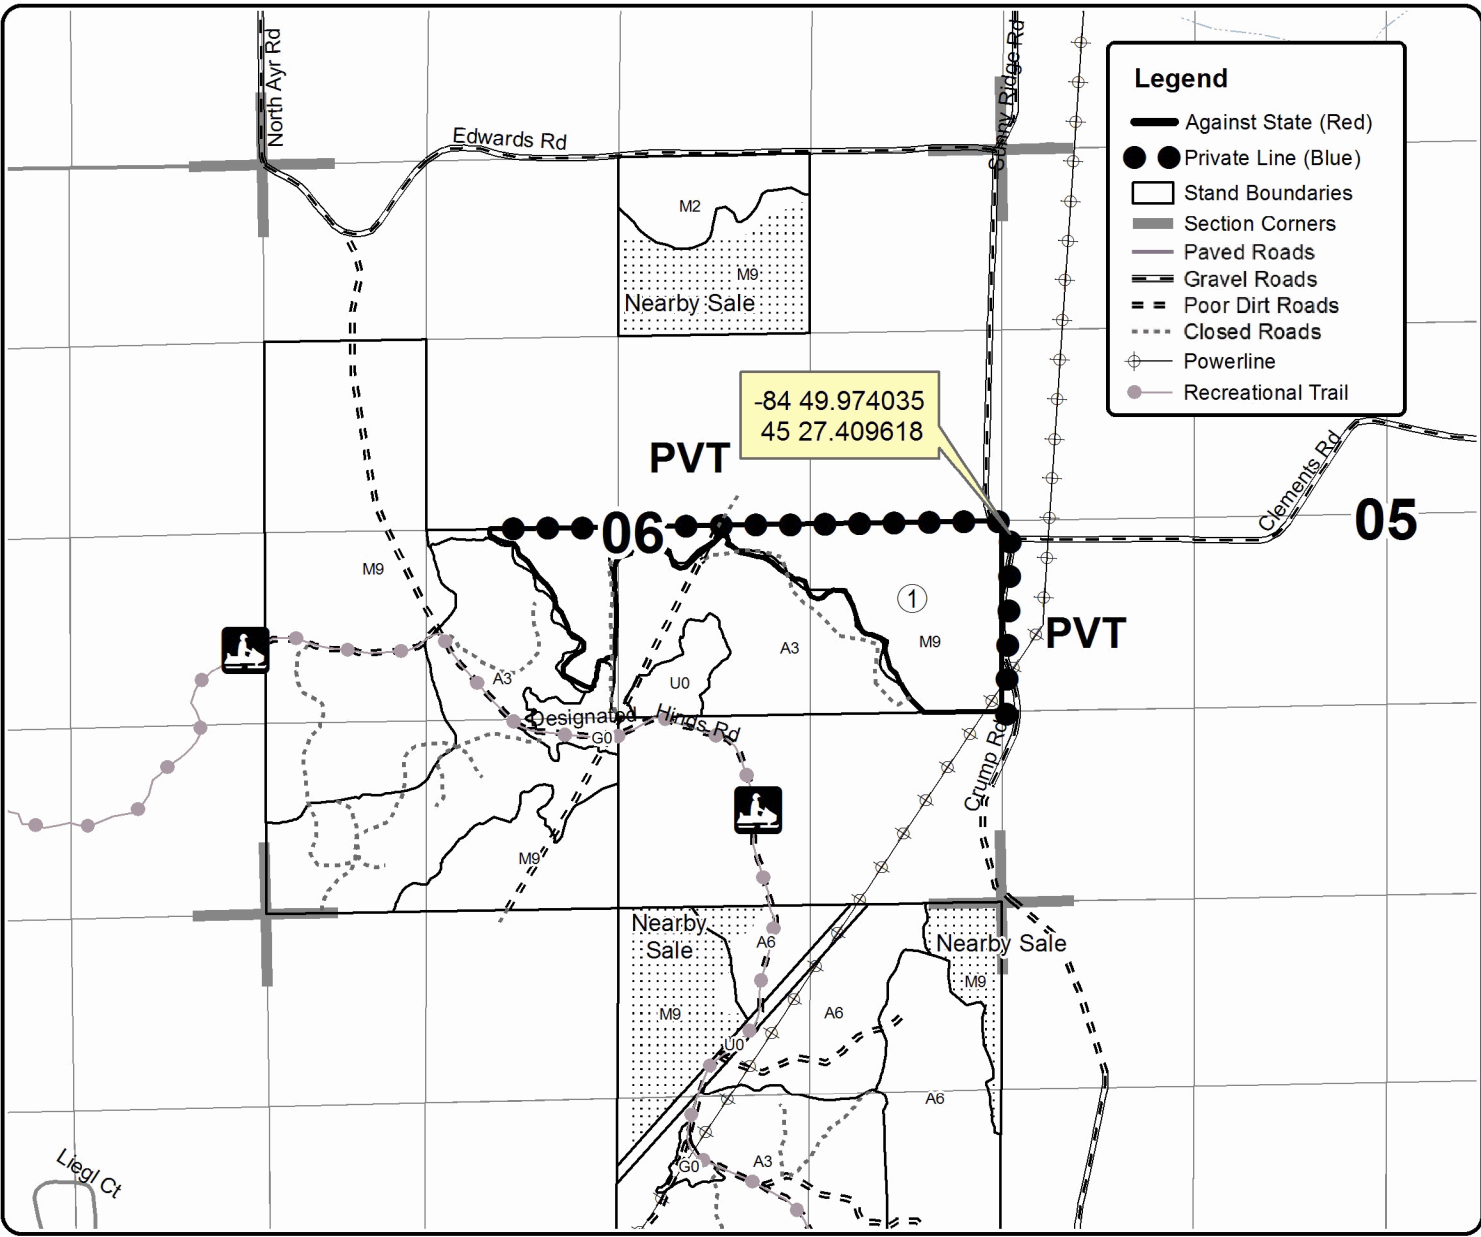 North Ayr Rd
Edwards Rd
Sunny Ridge Rd
Legend
Against State (Red)
Private Line (Blue)
Stand Boundaries
Section Corners
Paved Roads
Gravel Roads
Poor Dirt Roads
Closed Roads
Powerline
Recreational Trail
M2
M9
Nearby Sale
-84 49.974035
45 27.409618
PVT
Clements Rd
05
06
M9
1
M9
PVT
A3
A3
U0
Designated
Hinds Rd
G0
Crump Rd
M9
Nearby
Sale
A6
Nearby Sale
M9
M9
A6
U0
A6
G0
A3
Liegl Ct